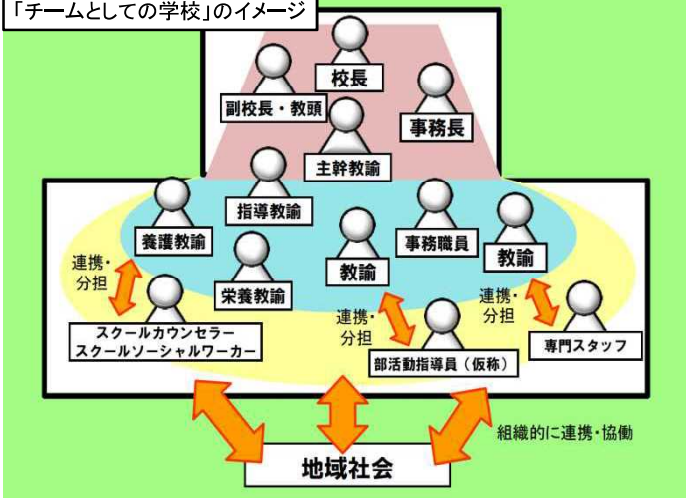 「チームとしての学校」のイメージ
校長
副校長・教頭
事務長
主幹教諭
指導教諭
養護教諭
事務職員
教諭
教諭
栄養教諭
連携・
分担
連携・
分担
連携・
分担
スクールカウンセラー
スクールソーシャルワーカー
部活動指導員（仮称）
専門スタッフ
組織的に連携・協働
地域社会